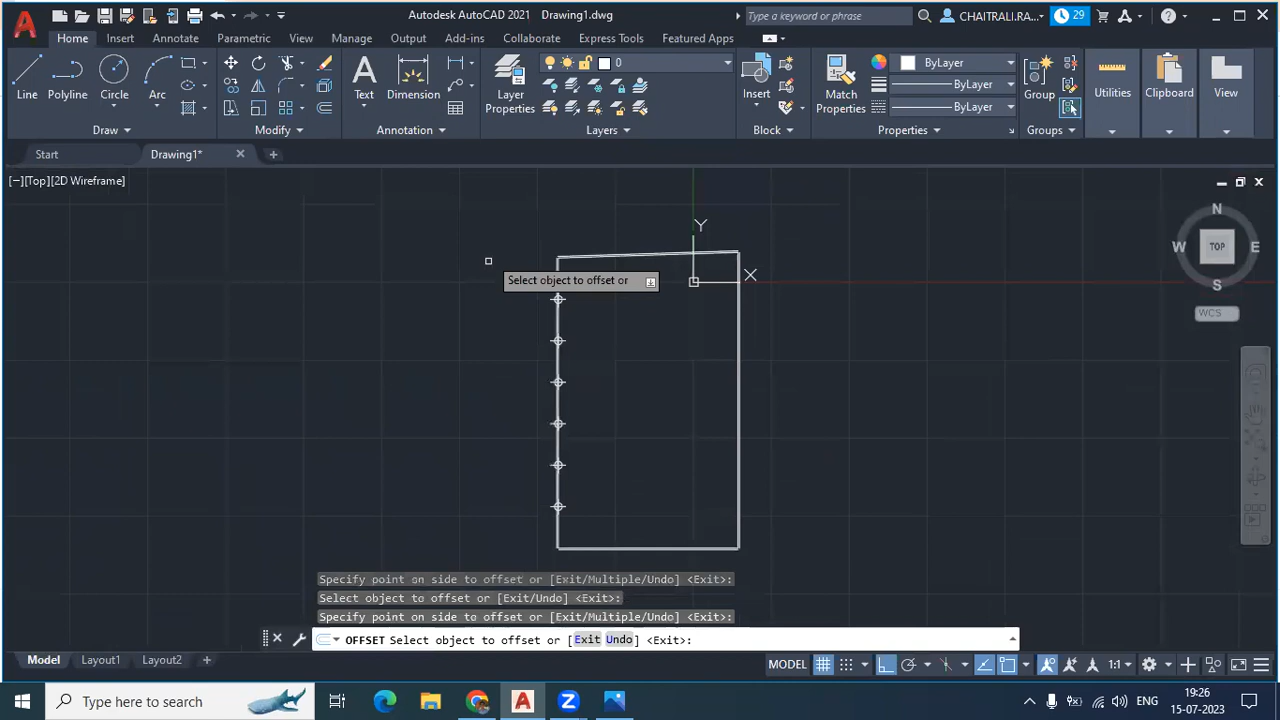 Autodesk AutoCAD 2021 Drawing1.dwg
Type a keyword or phrase
CHAITRALI.RA...
29
Home Insert Annotate Parametric View Manage Output Add-ins Collaborate Express Tools Featured Apps
Line Polyline Circle Arc
Text Dimension
Layer Properties
0
Insert
Match Properties
ByLayer
ByLayer
ByLayer
Group
Utilities
Clipboard
View
Draw Modify Annotation Layers Block Properties Groups
Start Drawing1*
[−][Top][2D Wireframe]
N
W TOP E
S
WCS
Y
X
Select object to offset or
Specify point on side to offset or [Exit/Multiple/Undo] <Exit>:
Select object to offset or [Exit/Undo] <Exit>:
Specify point on side to offset or [Exit/Multiple/Undo] <Exit>:
OFFSET Select object to offset or [Exit Undo] <Exit>:
Model Layout1 Layout2
MODEL
1:1
Type here to search
ENG
19:26
15-07-2023